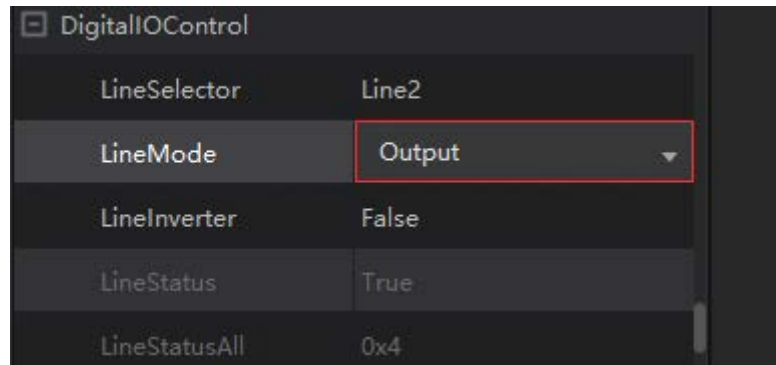 DigitalIOControl
LineSelector Line2
LineMode Output
LineInverter False
LineStatus True
LineStatusAll 0x4